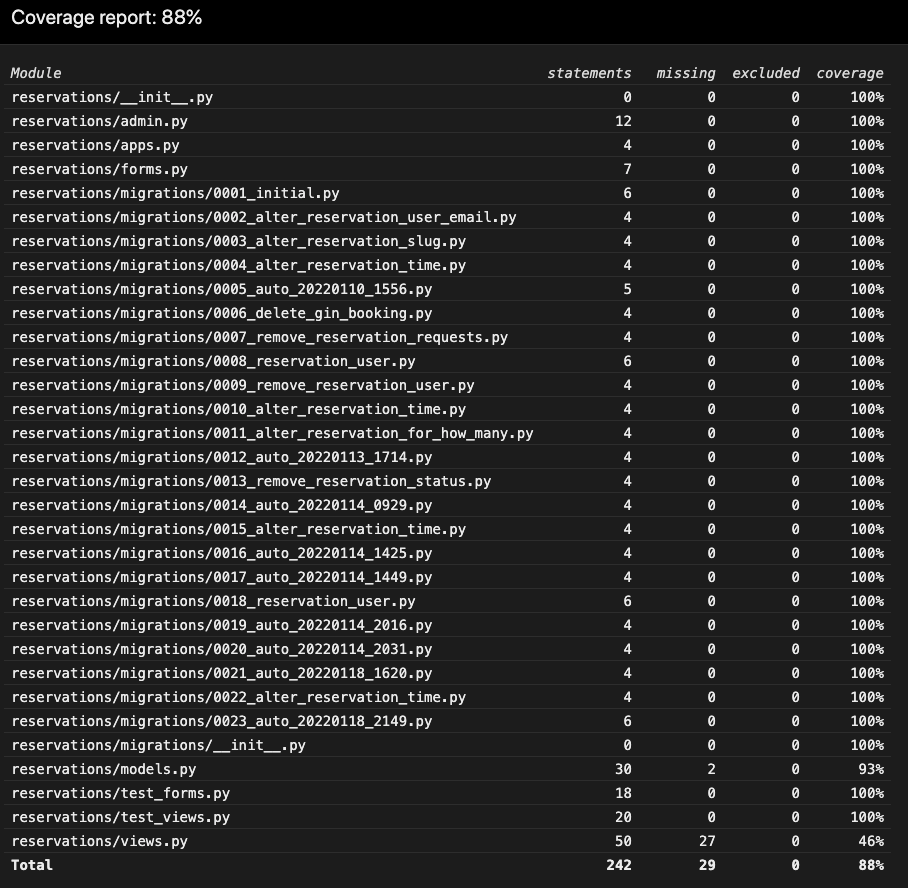 Coverage report: 88%
Module statements missing excluded coverage
reservations/__init__.py 0 0 0 100%
reservations/admin.py 12 0 0 100%
reservations/apps.py 4 0 0 100%
reservations/forms.py 7 0 0 100%
reservations/migrations/0001_initial.py 6 0 0 100%
reservations/migrations/0002_alter_reservation_user_email.py 4 0 0 100%
reservations/migrations/0003_alter_reservation_slug.py 4 0 0 100%
reservations/migrations/0004_alter_reservation_time.py 4 0 0 100%
reservations/migrations/0005_auto_20220110_1556.py 5 0 0 100%
reservations/migrations/0006_delete_gin_booking.py 4 0 0 100%
reservations/migrations/0007_remove_reservation_requests.py 4 0 0 100%
reservations/migrations/0008_reservation_user.py 6 0 0 100%
reservations/migrations/0009_remove_reservation_user.py 4 0 0 100%
reservations/migrations/0010_alter_reservation_time.py 4 0 0 100%
reservations/migrations/0011_alter_reservation_for_how_many.py 4 0 0 100%
reservations/migrations/0012_auto_20220113_1714.py 4 0 0 100%
reservations/migrations/0013_remove_reservation_status.py 4 0 0 100%
reservations/migrations/0014_auto_20220114_0929.py 4 0 0 100%
reservations/migrations/0015_alter_reservation_time.py 4 0 0 100%
reservations/migrations/0016_auto_20220114_1425.py 4 0 0 100%
reservations/migrations/0017_auto_20220114_1449.py 4 0 0 100%
reservations/migrations/0018_reservation_user.py 6 0 0 100%
reservations/migrations/0019_auto_20220114_2016.py 4 0 0 100%
reservations/migrations/0020_auto_20220114_2031.py 4 0 0 100%
reservations/migrations/0021_auto_20220118_1620.py 4 0 0 100%
reservations/migrations/0022_alter_reservation_time.py 4 0 0 100%
reservations/migrations/0023_auto_20220118_2149.py 6 0 0 100%
reservations/migrations/__init__.py 0 0 0 100%
reservations/models.py 30 2 0 93%
reservations/test_forms.py 18 0 0 100%
reservations/test_views.py 20 0 0 100%
reservations/views.py 50 27 0 46%
Total 242 29 0 88%